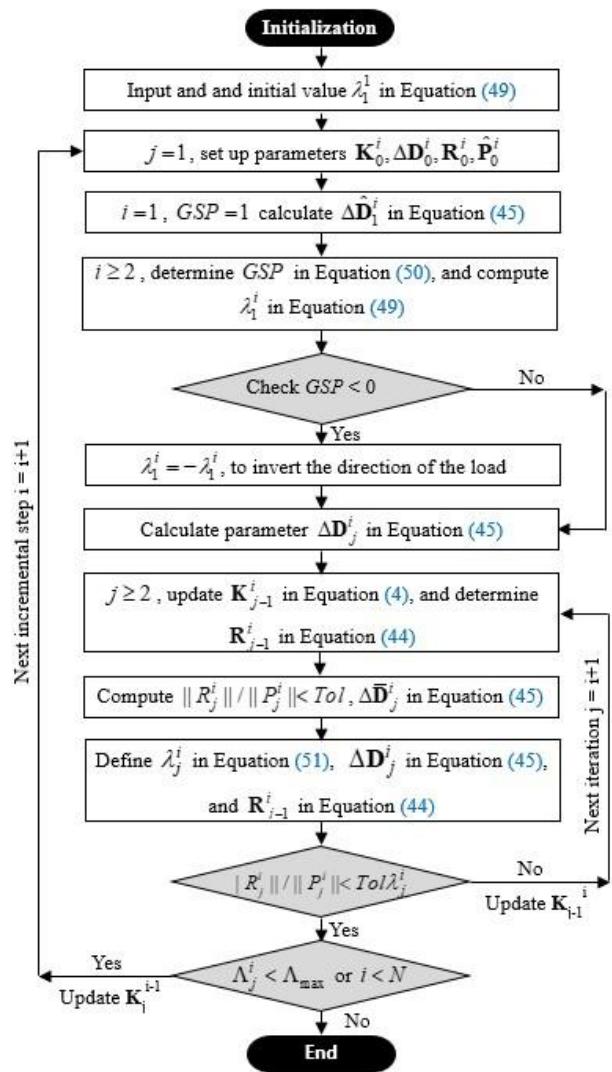 Initialization
Input and and initial value λ₁¹ in Equation (49)
j = 1, set up parameters K₀ⁱ, ΔD₀ⁱ, R₀ⁱ, P̂₀ⁱ
i = 1, GSP = 1 calculate ΔD̂₁ⁱ in Equation (45)
i ≥ 2, determine GSP in Equation (50), and compute
λ₁ⁱ in Equation (49)
Check GSP < 0
No
Yes
λ₁ⁱ = −λ₁ⁱ, to invert the direction of the load
Calculate parameter ΔDⱼⁱ in Equation (45)
j ≥ 2, update Kⱼ₋₁ⁱ in Equation (4), and determine
Rⱼ₋₁ⁱ in Equation (44)
Compute || Rⱼⁱ || / || Pⱼⁱ || < Tol, ΔD̄ⱼⁱ in Equation (45)
Define λⱼⁱ in Equation (51), ΔDⱼⁱ in Equation (45),
and Rⱼ₋₁ⁱ in Equation (44)
| Rⱼⁱ || / || Pⱼⁱ || < Tolλⱼⁱ
No
Update Kⱼ₋₁ⁱ
Yes
Λⱼⁱ < Λmax or i < N
Yes
Update Kⱼⁱ⁻¹
No
End
Next incremental step i = i+1
Next iteration j = i+1